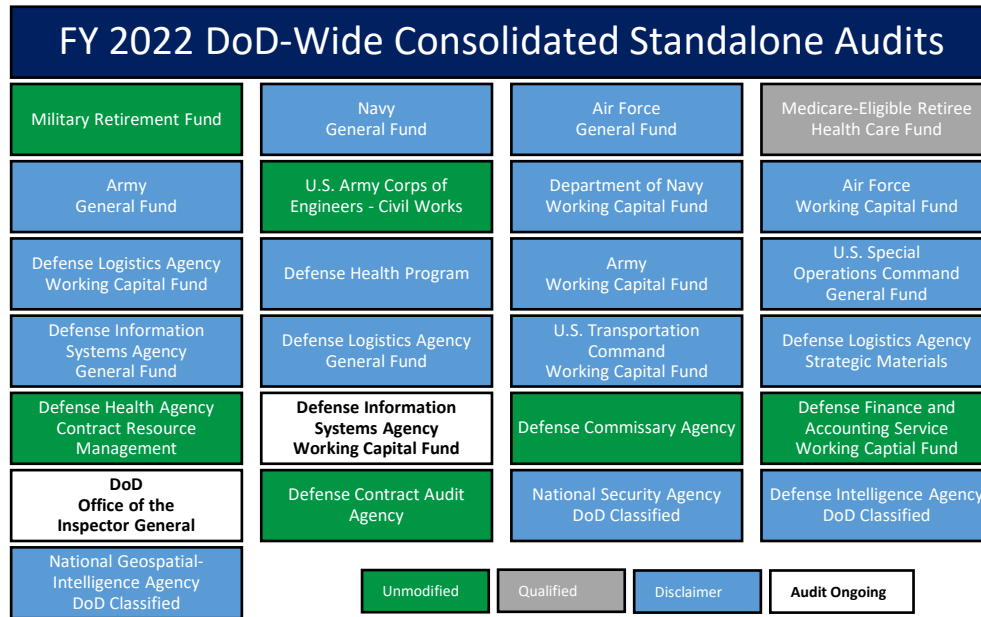 FY 2022 DoD-Wide Consolidated Standalone Audits
Military Retirement Fund
Navy
General Fund
Air Force
General Fund
Medicare-Eligible Retiree
Health Care Fund
Army
General Fund
U.S. Army Corps of
Engineers - Civil Works
Department of Navy
Working Capital Fund
Air Force
Working Capital Fund
Defense Logistics Agency
Working Capital Fund
Defense Health Program
Army
Working Capital Fund
U.S. Special
Operations Command
General Fund
Defense Information
Systems Agency
General Fund
Defense Logistics Agency
General Fund
U.S. Transportation
Command
Working Capital Fund
Defense Logistics Agency
Strategic Materials
Defense Health Agency
Contract Resource
Management
Defense Information
Systems Agency
Working Capital Fund
Defense Commissary Agency
Defense Finance and
Accounting Service
Working Captial Fund
DoD
Office of the
Inspector General
Defense Contract Audit
Agency
National Security Agency
DoD Classified
Defense Intelligence Agency
DoD Classified
National Geospatial-
Intelligence Agency
DoD Classified
Unmodified
Qualified
Disclaimer
Audit Ongoing